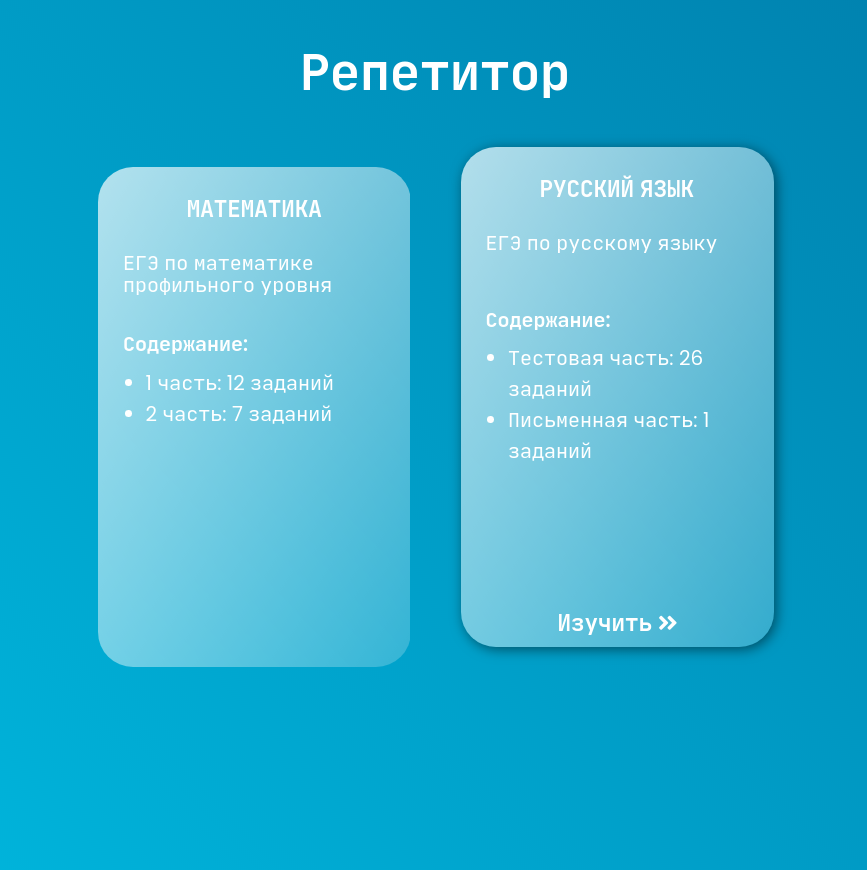 Репетитор
МАТЕМАТИКА
ЕГЭ по математике
профильного уровня
Содержание:
1 часть: 12 заданий
2 часть: 7 заданий
РУССКИЙ ЯЗЫК
ЕГЭ по русскому языку
Содержание:
Тестовая часть: 26
заданий
Письменная часть: 1
заданий
Изучить